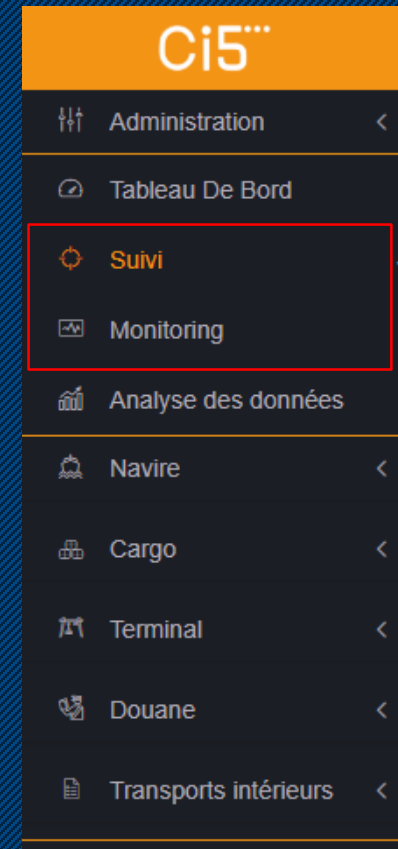 Ci5
Administration
Tableau De Bord
Suivi
Monitoring
Analyse des données
Navire
Cargo
Terminal
Douane
Transports intérieurs